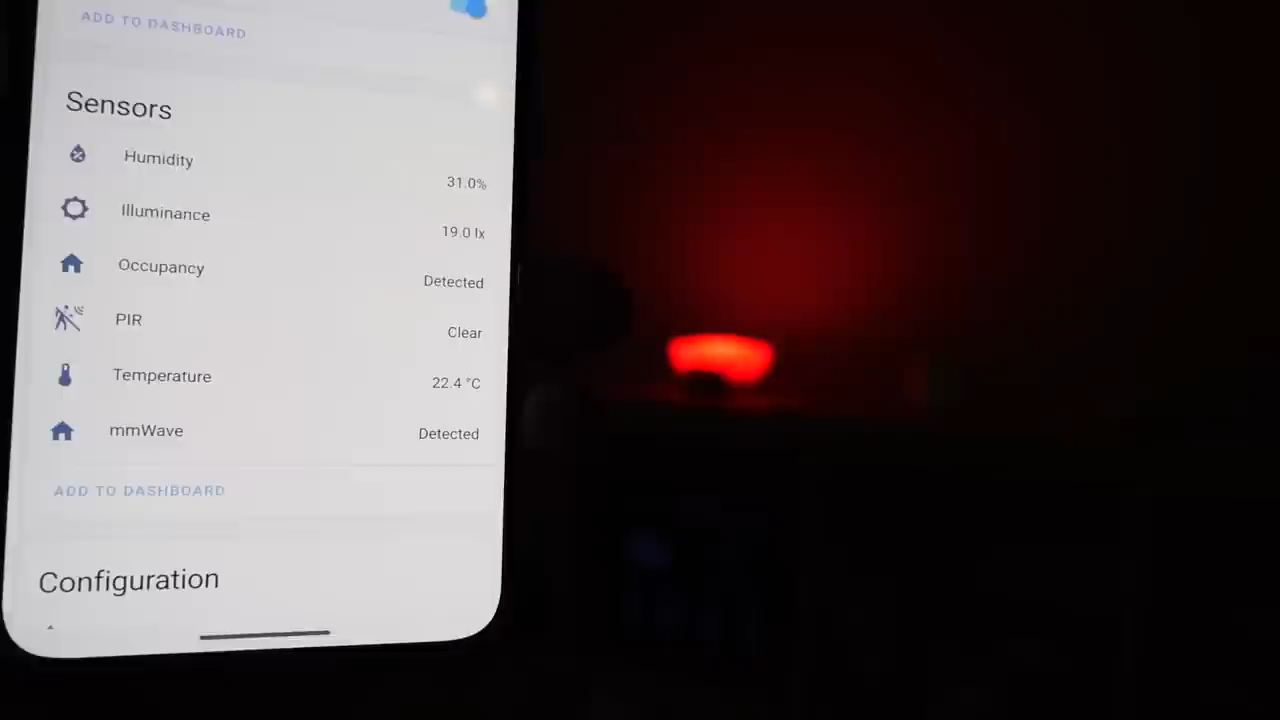 ADD TO DASHBOARD
Sensors
Humidity
31.0%
Illuminance
19.0 lx
Occupancy
Detected
PIR
Clear
Temperature
22.4 °C
mmWave
Detected
ADD TO DASHBOARD
Configuration